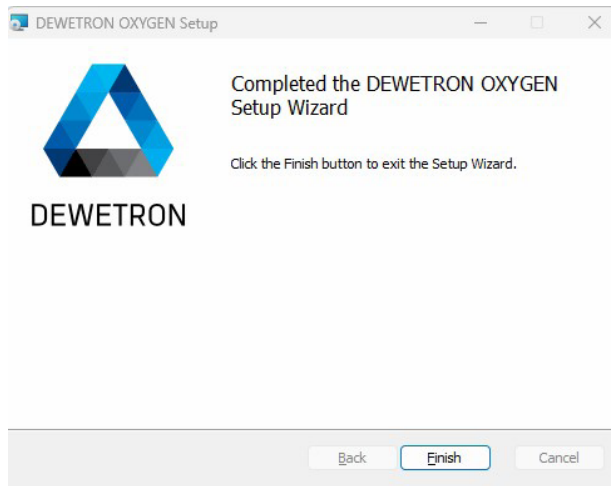 DEWETRON OXYGEN Setup
Completed the DEWETRON OXYGEN
Setup Wizard
Click the Finish button to exit the Setup Wizard.
DEWETRON
Back
Finish
Cancel